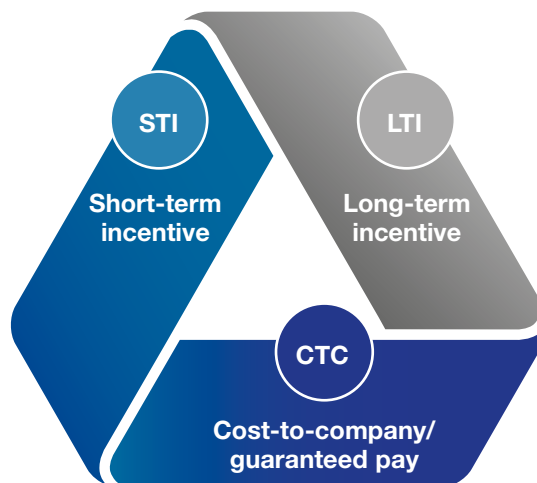 STI
Short-term
incentive
LTI
Long-term
incentive
CTC
Cost-to-company/
guaranteed pay